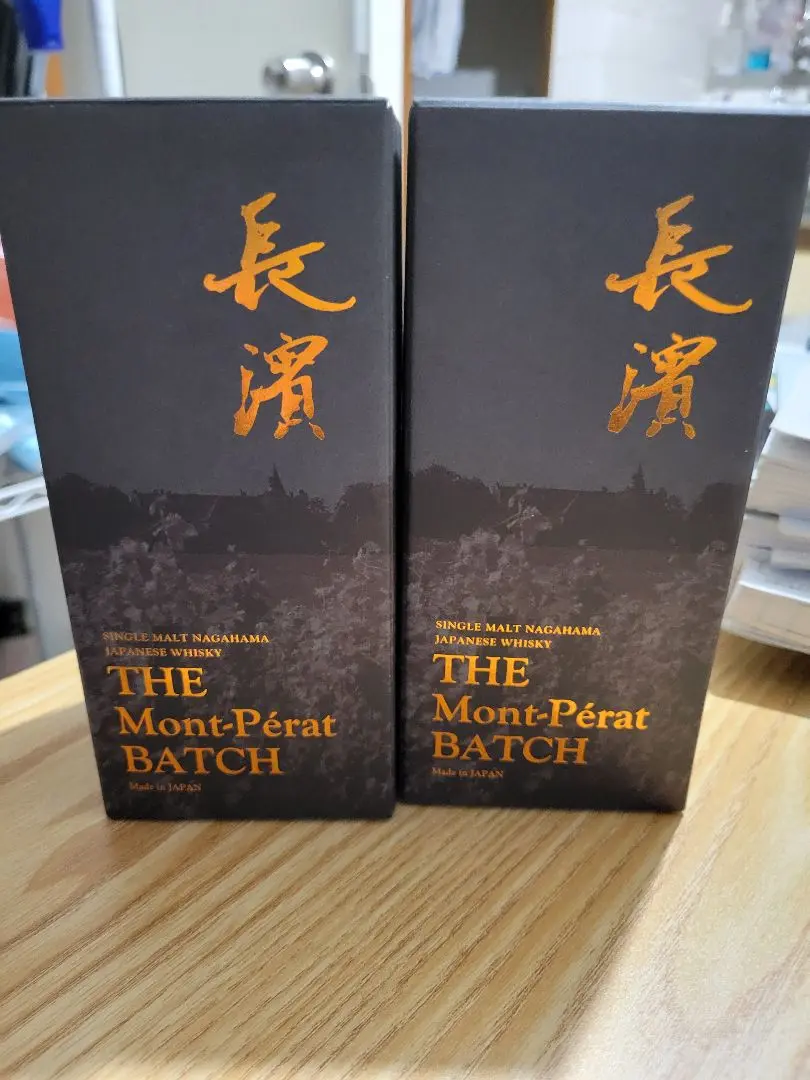 長
濱
SINGLE MALT NAGAHAMA
JAPANESE WHISKY
THE
Mont-Pérat
BATCH
Made in JAPAN
長
濱
SINGLE MALT NAGAHAMA
JAPANESE WHISKY
THE
Mont-Pérat
BATCH
Made in JAPAN